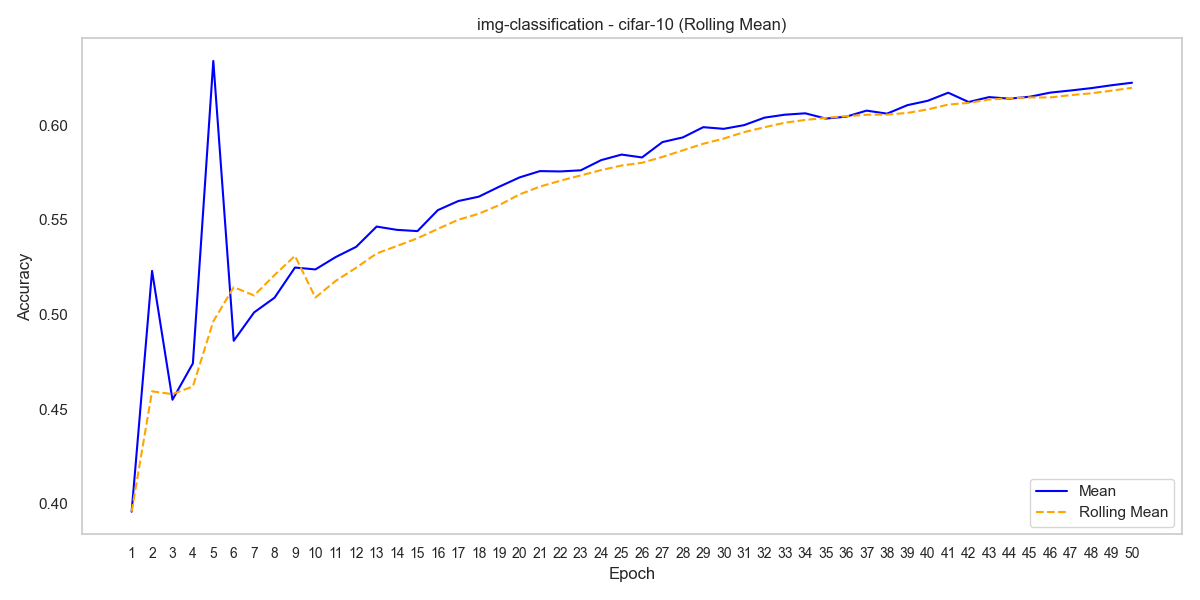 img-classification - cifar-10 (Rolling Mean)
Accuracy
0.60
0.55
0.50
0.45
0.40
Mean
Rolling Mean
1 2 3 4 5 6 7 8 9 10 11 12 13 14 15 16 17 18 19 20 21 22 23 24 25 26 27 28 29 30 31 32 33 34 35 36 37 38 39 40 41 42 43 44 45 46 47 48 49 50
Epoch